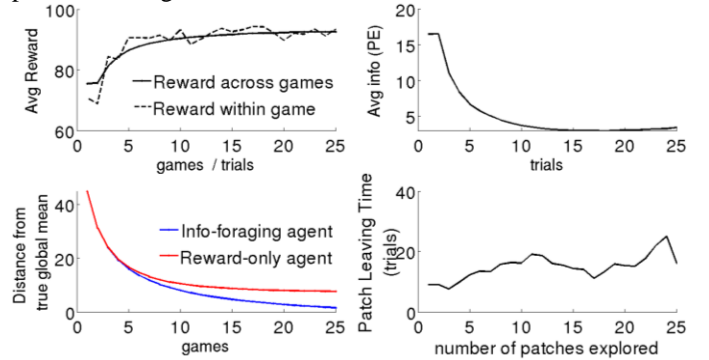 100
80
60
Avg Reward
Reward across games
Reward within game
0 5 10 15 20 25
games / trials
20
15
10
5
Avg info (PE)
0 5 10 15 20 25
trials
40
20
0
Distance from
true global mean
Info-foraging agent
Reward-only agent
0 5 10 15 20 25
games
40
20
0
Patch Leaving Time
(trials)
0 5 10 15 20 25
number of patches explored